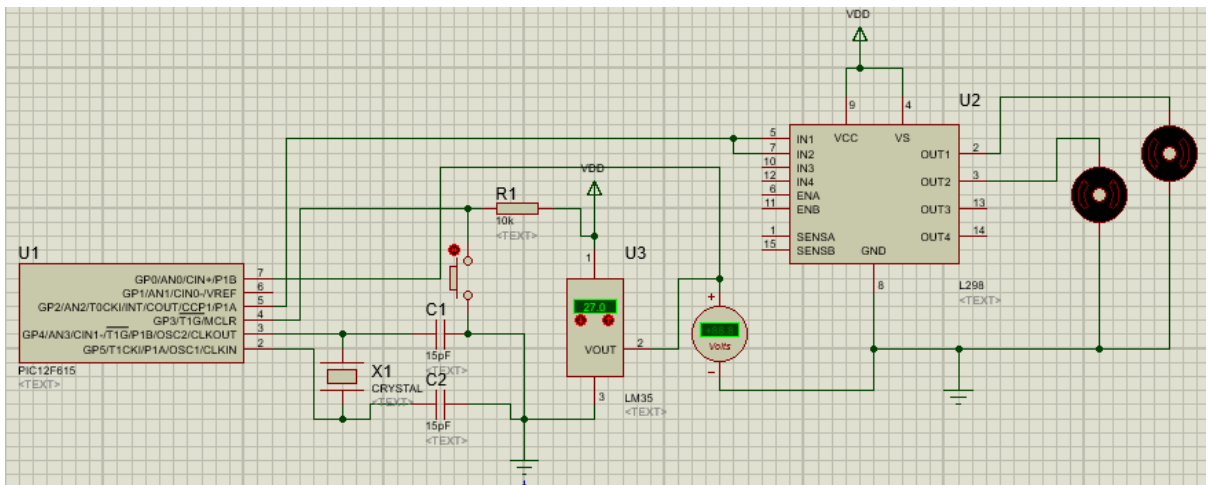 VDD
9
4
U2
5
IN1
VCC
VS
7
IN2
OUT1
2
10
IN3
12
IN4
OUT2
3
6
ENA
11
ENB
OUT3
13
1
SENSA
OUT4
14
15
SENSB
GND
8
L298
<TEXT>
VDD
R1
10k
<TEXT>
U3
1
27.0
VOUT
2
3
LM35
<TEXT>
+
Volts
−
U1
GP0/AN0/CIN+/P1B
7
GP1/AN1/CIN0-/VREF
6
GP2/AN2/T0CKI/INT/COUT/CCP1/P1A
5
GP3/T1G/MCLR
4
GP4/AN3/CIN1-/T1G/P1B/OSC2/CLKOUT
3
GP5/T1CKI/P1A/OSC1/CLKIN
2
PIC12F615
<TEXT>
C1
15pF
<TEXT>
X1
CRYSTAL
<TEXT>
C2
15pF
<TEXT>